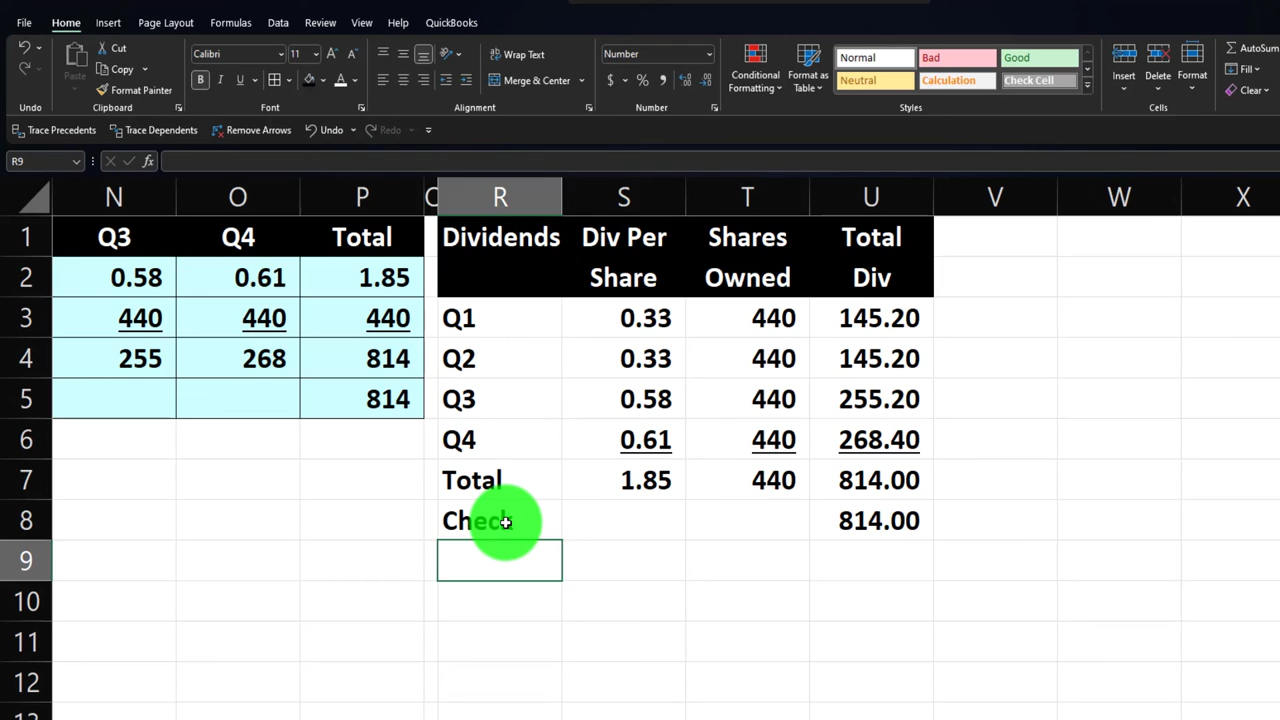 File Home Insert Page Layout Formulas Data Review View Help QuickBooks
Cut Calibri 11 Wrap Text Number Normal Bad Good AutoSum
Paste Copy Merge & Center Conditional Formatting Format as Table Neutral Calculation Check Cell Insert Delete Format Fill
Format Painter Clear
Undo Clipboard Font Alignment Number Styles Cells
Trace Precedents Trace Dependents Remove Arrows Undo Redo
R9 fx
N O P R S T U V W X
1 Q3 Q4 Total Dividends Div Per Shares Total
2 0.58 0.61 1.85 Share Owned Div
3 440 440 440 Q1 0.33 440 145.20
4 255 268 814 Q2 0.33 440 145.20
5 814 Q3 0.58 440 255.20
6 Q4 0.61 440 268.40
7 Total 1.85 440 814.00
8 Check 814.00
9
10
11
12